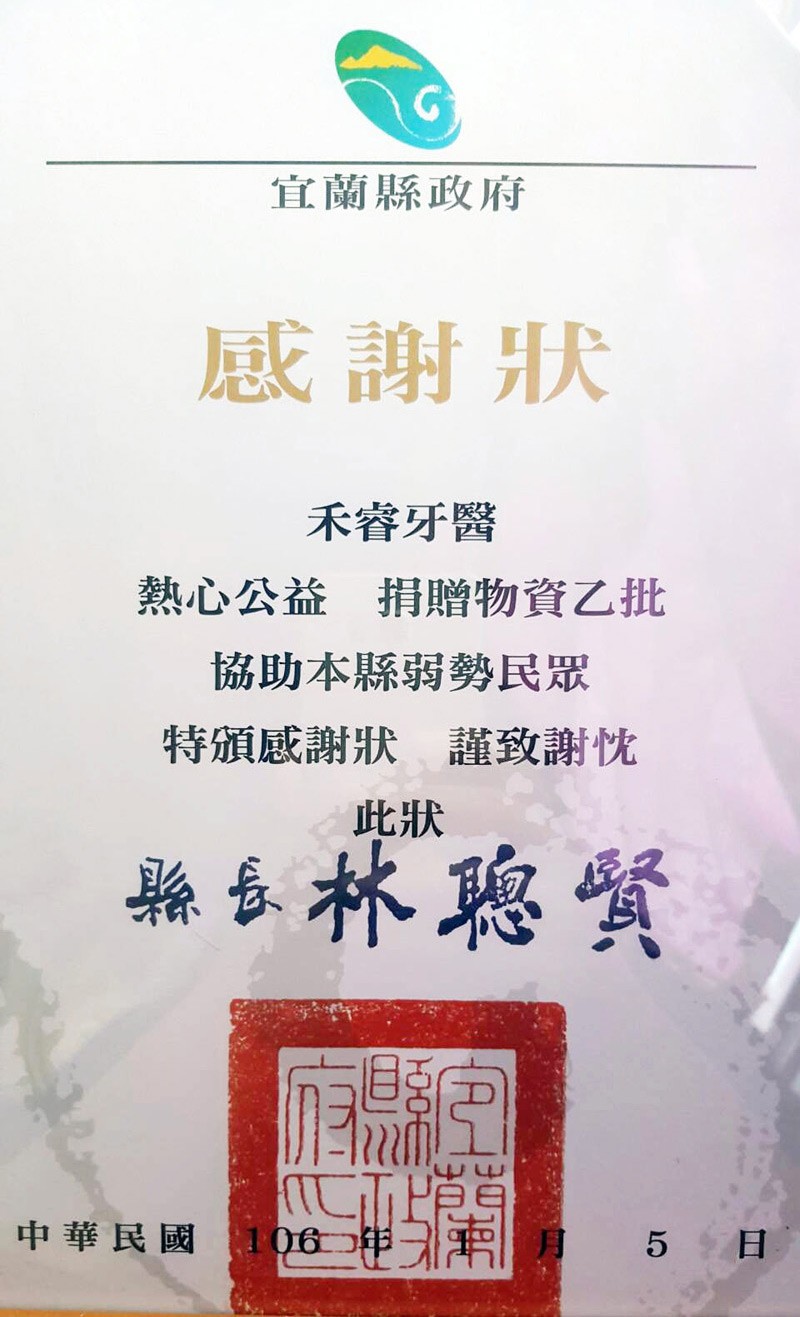 宜蘭縣政府
感謝狀
禾睿牙醫
熱心公益 捐贈物資乙批
協助本縣弱勢民眾
特頒感謝狀 謹致謝忱
此狀
縣長林聰賢
宜蘭縣政府印
中華民國 106 年 1 月 5 日